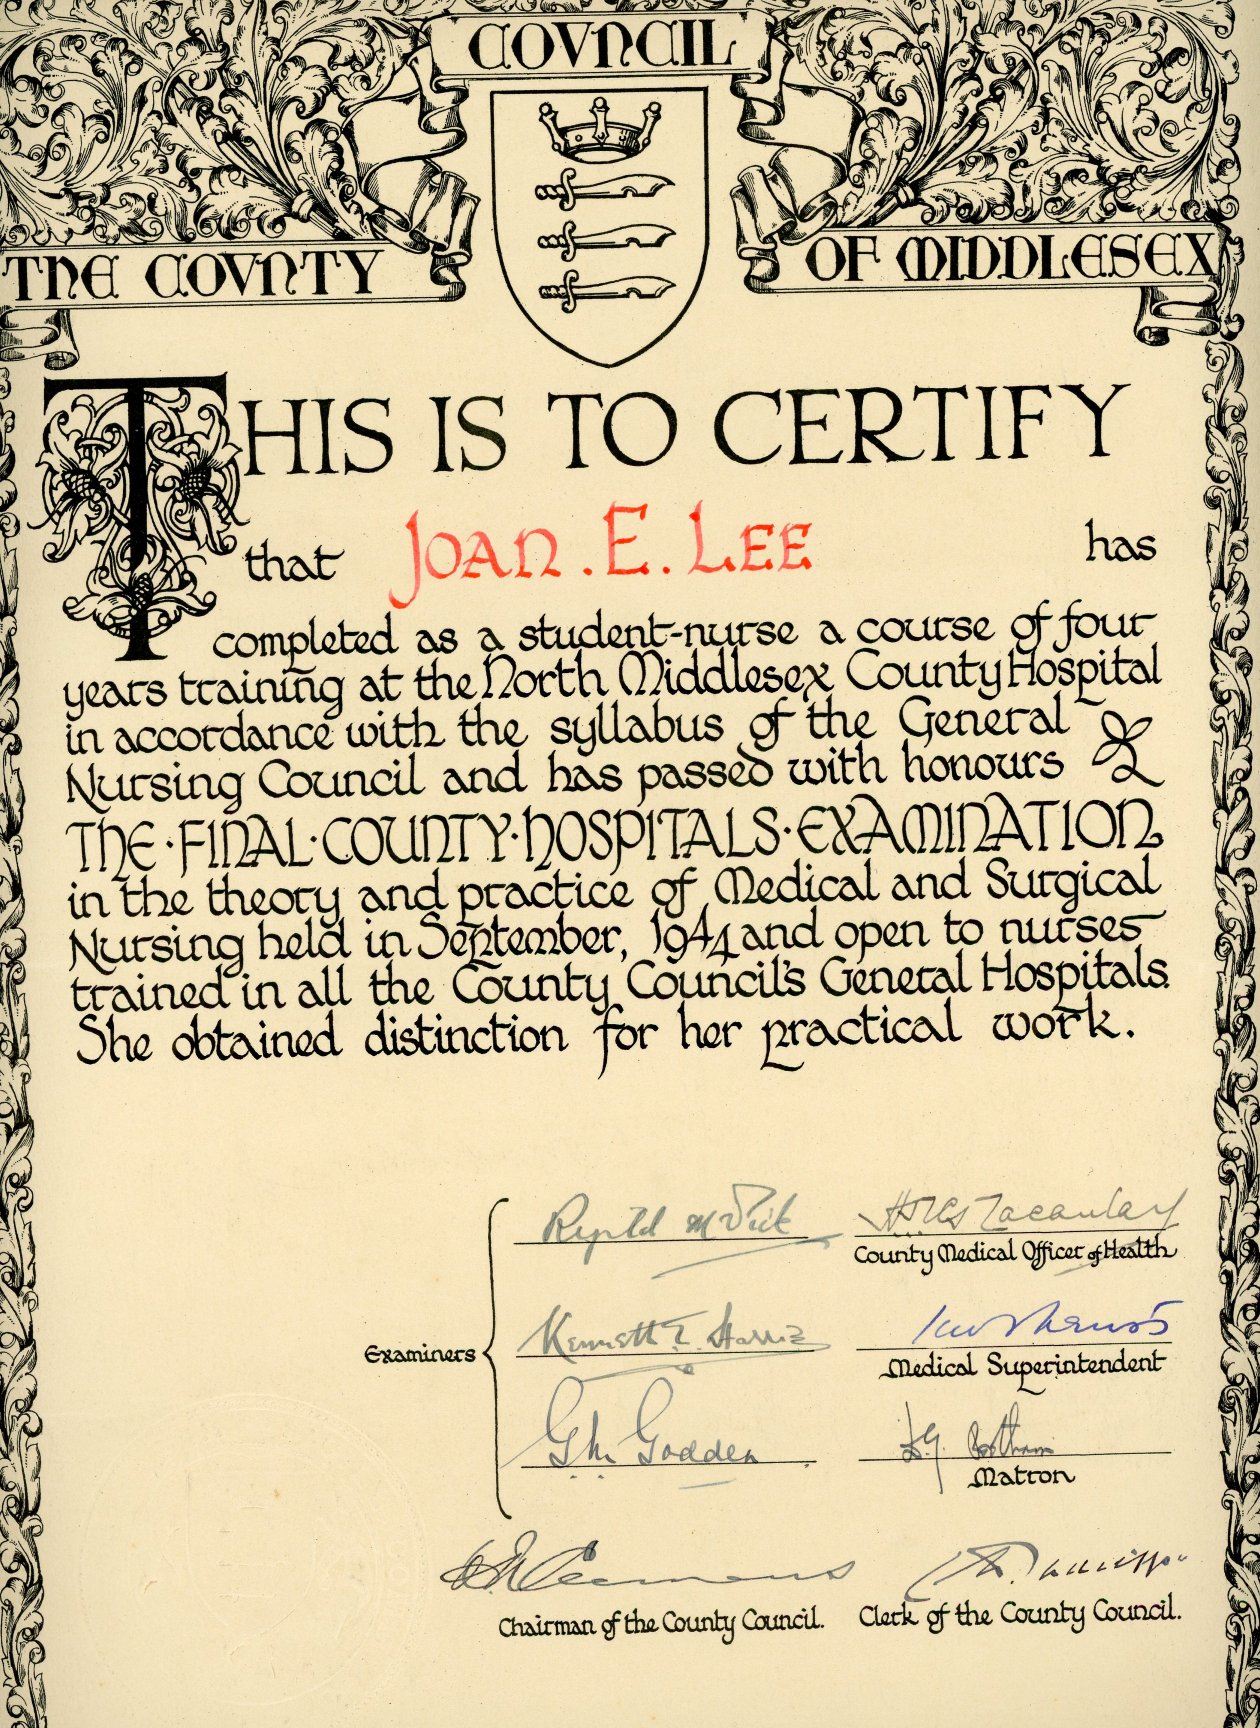 COVNCIL
THE COVNTY
OF MIDDLESEX
THIS IS TO CERTIFY
that JOAN . E . LEE has
completed as a student-nurse a course of four
years training at the North Middlesex County Hospital
in accordance with the syllabus of the General
Nursing Council and has passed with honours
THE·FINAL·COUNTY·HOSPITALS·EXAMINATION
in the theory and practice of Medical and Surgical
Nursing held in September, 1944 and open to nurses
trained in all the County Council's General Hospitals.
She obtained distinction for her practical work.
County Medical Officer of Health
Examiners
Kenneth Harris
Medical Superintendent
G. M. Godden
Matron
Chairman of the County Council.
Clerk of the County Council.